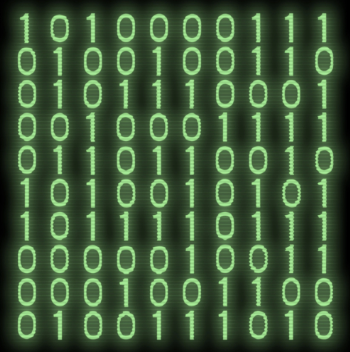 1 0 1 0 0 0 0 1 1 1
0 1 0 0 1 0 0 1 1 0
0 1 0 1 1 1 0 0 0 1
0 0 1 0 0 0 1 1 1 1
0 1 1 0 1 1 0 0 1 0
1 0 1 0 0 1 0 1 0 1
1 0 1 1 1 1 0 1 1 1
0 0 0 0 0 1 0 0 1 1
0 0 0 1 0 0 1 1 0 0
0 1 0 0 1 1 1 0 1 0